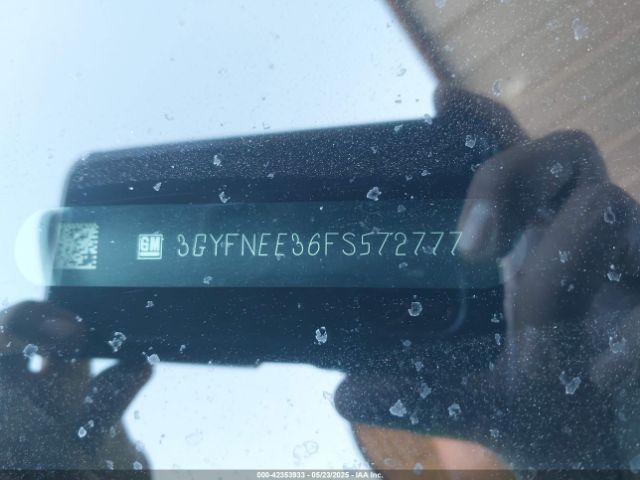 GM 3GYFNEE36FS572777
000-42353933 - 05/23/2025 - IAA Inc.